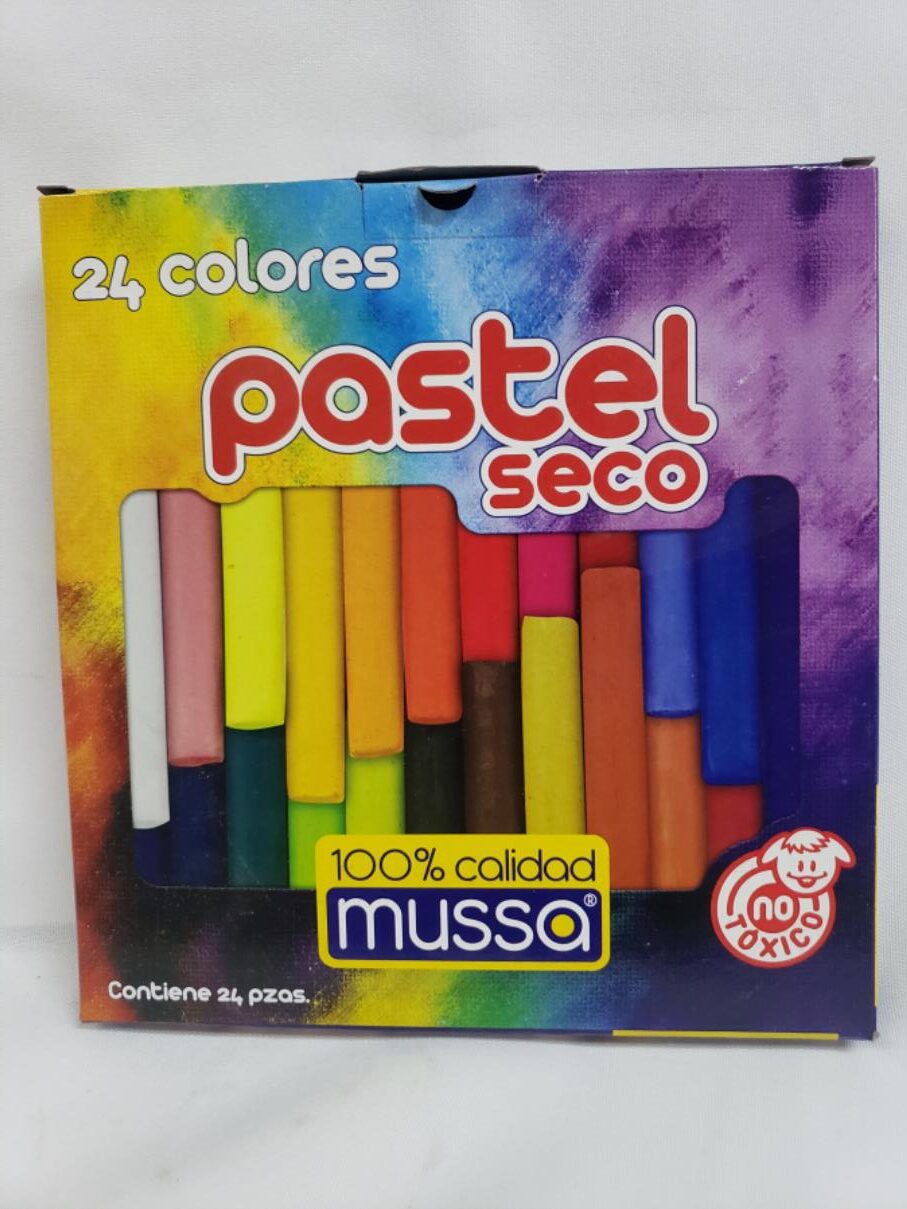 24 colores
pastel
seco
100% calidad
mussa®
no
TÓXICO
Contiene 24 pzas.